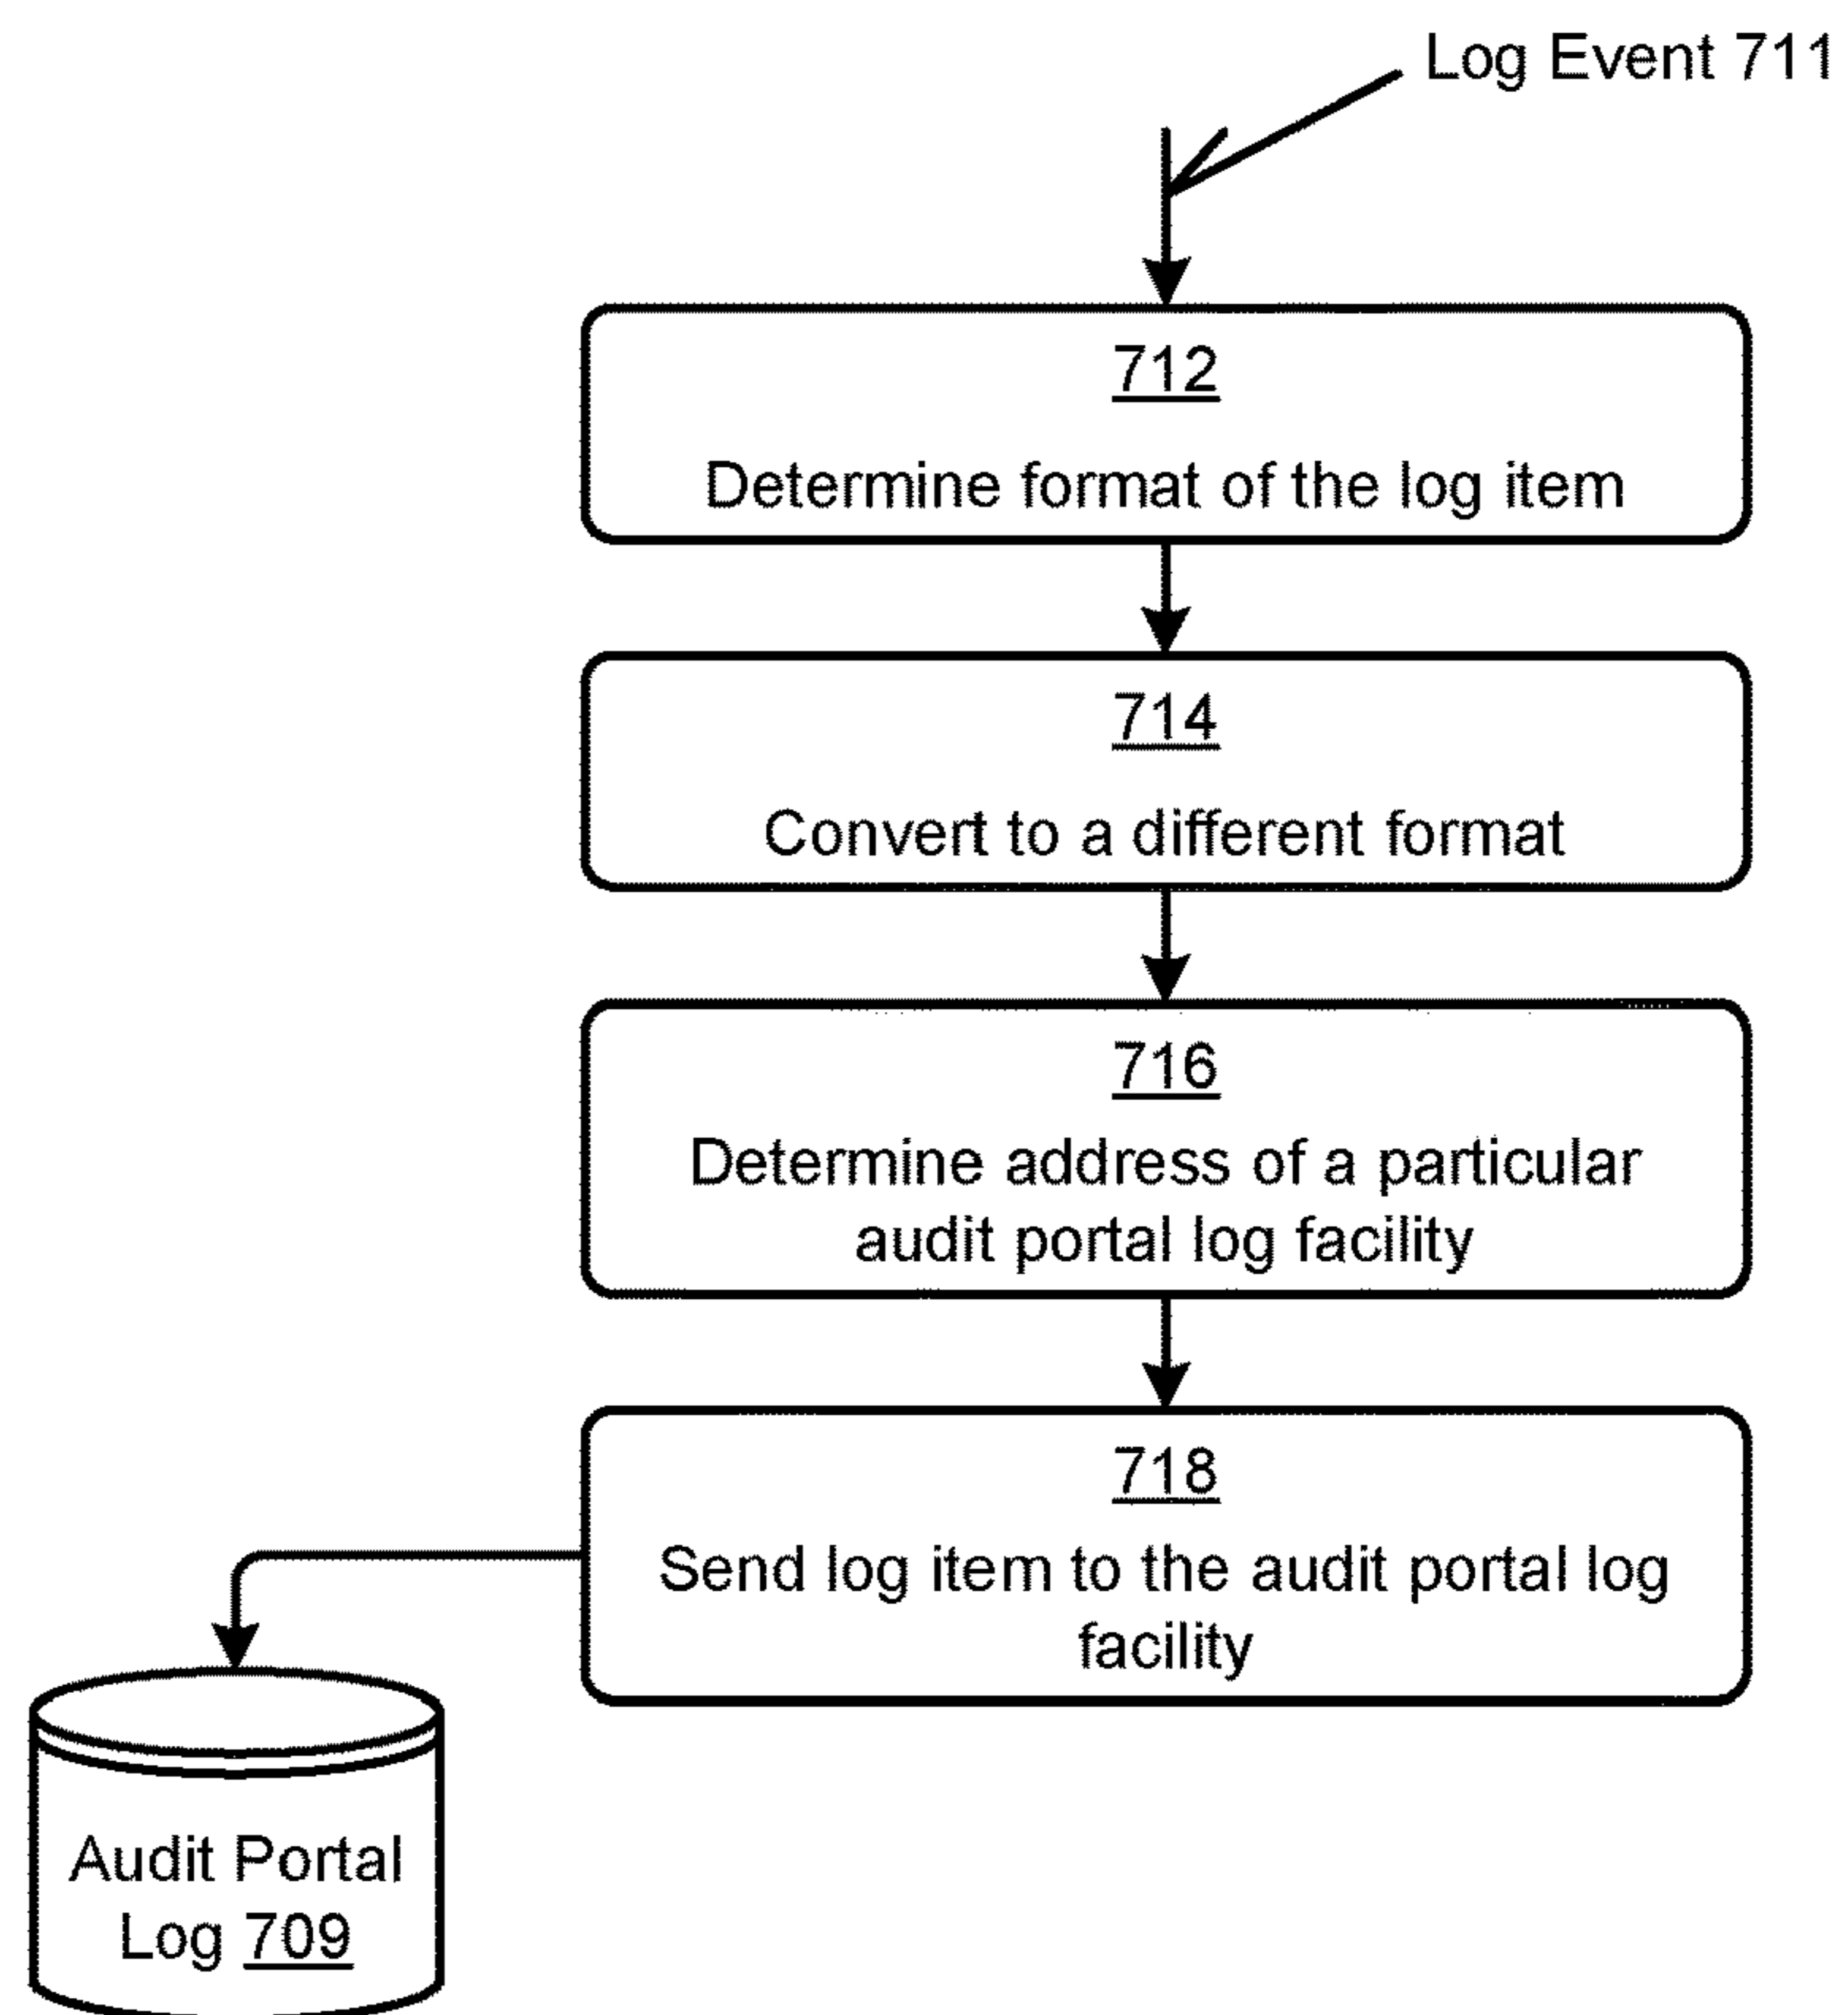 Log Event 711
712
Determine format of the log item
714
Convert to a different format
716
Determine address of a particular
audit portal log facility
718
Send log item to the audit portal log
facility
Audit Portal
Log 709